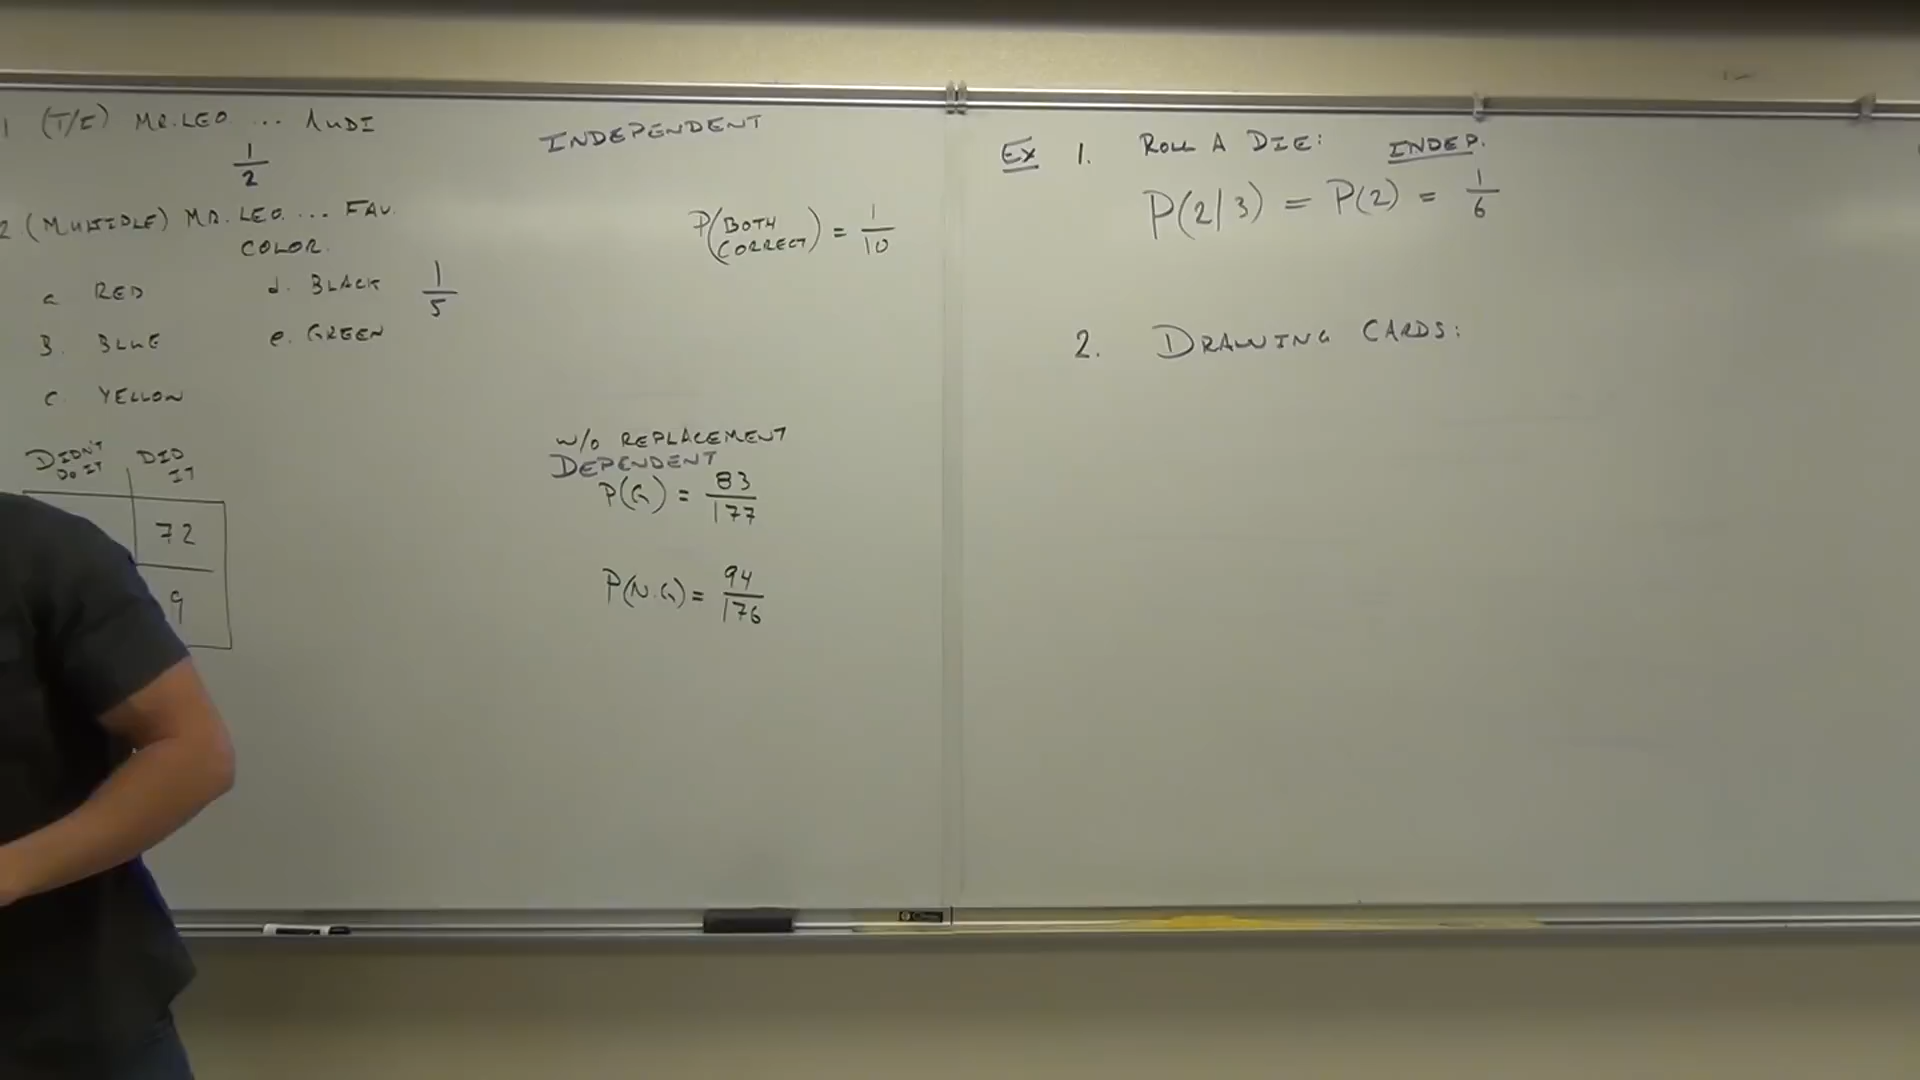 1 (T/F) MR. LEO ... AUDI
1/2
2 (MULTIPLE) MR. LEO ... FAV.
COLOR.
a RED
d. BLACK 1/5
B. BLUE
e. GREEN
c. YELLOW
DIDN'T DO IT
DID IT
72
9
INDEPENDENT
P(BOTH CORRECT) = 1/10
W/O REPLACEMENT
DEPENDENT
P(G) = 83/177
P(N.G) = 94/176
EX 1. ROLL A DIE: INDEP.
P(2/3) = P(2) = 1/6
2. DRAWING CARDS: